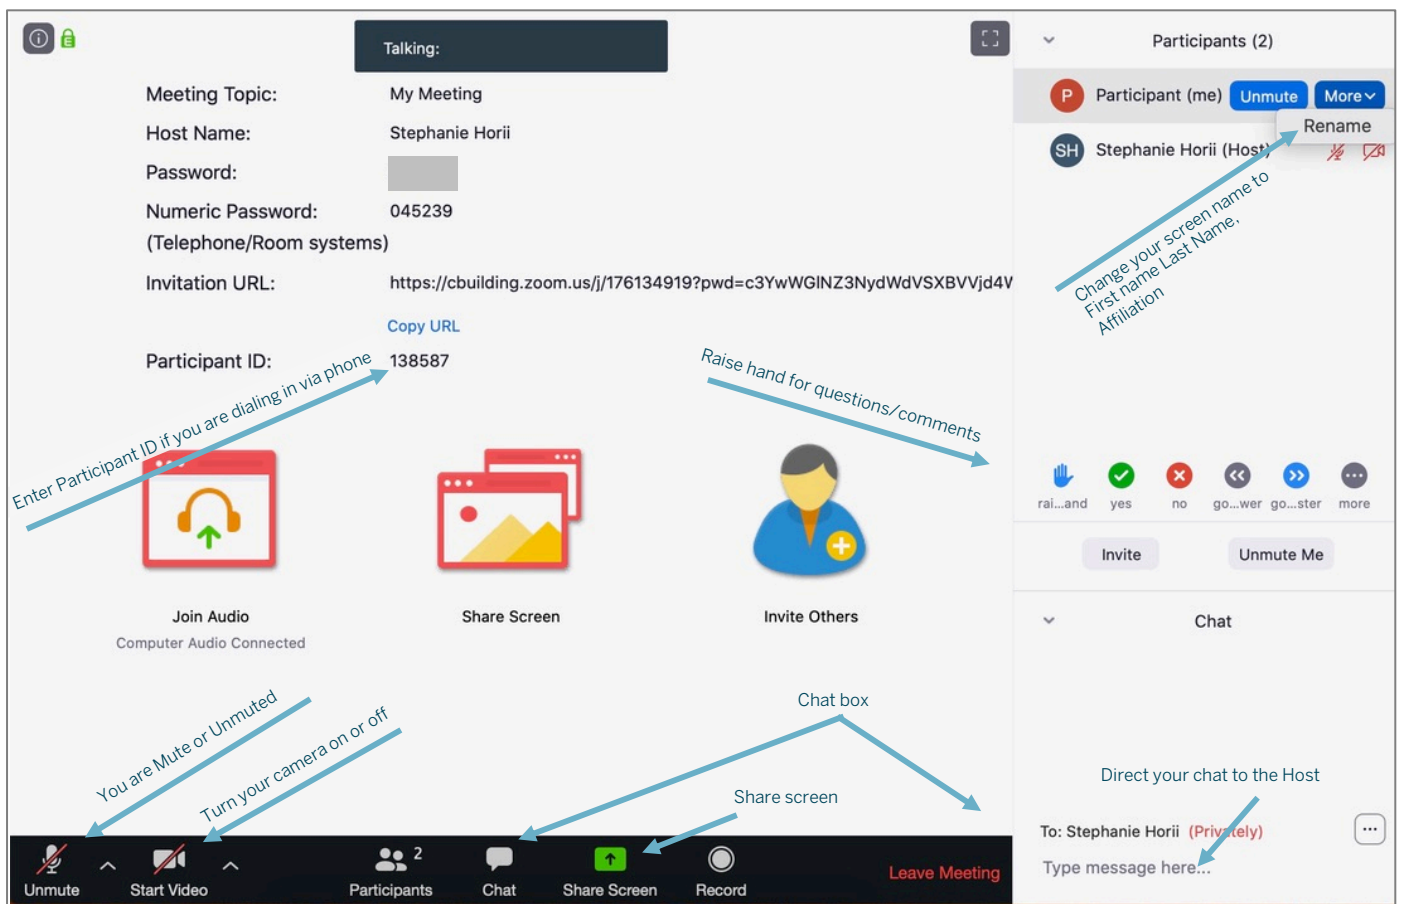 Talking:
Meeting Topic: My Meeting
Host Name: Stephanie Horii
Password:
Numeric Password: 045239
(Telephone/Room systems)
Invitation URL: https://cbuilding.zoom.us/j/176134919?pwd=c3YwWGlNZ3NydWdVSXBVVjd4W
Copy URL
Participant ID: 138587
Enter Participant ID if you are dialing in via phone
Raise hand for questions/comments
Join Audio
Computer Audio Connected
Share Screen
Invite Others
You are Mute or Unmuted
Turn your camera on or off
Chat box
Share screen
Unmute
Start Video
2
Participants
Chat
Share Screen
Record
Leave Meeting
Participants (2)
P Participant (me) Unmute More
Rename
SH Stephanie Horii (Host)
Change your screen name to
First name Last Name,
Affiliation
rai...and yes no go...wer go...ster more
Invite Unmute Me
Chat
Direct your chat to the Host
To: Stephanie Horii (Privately)
Type message here...